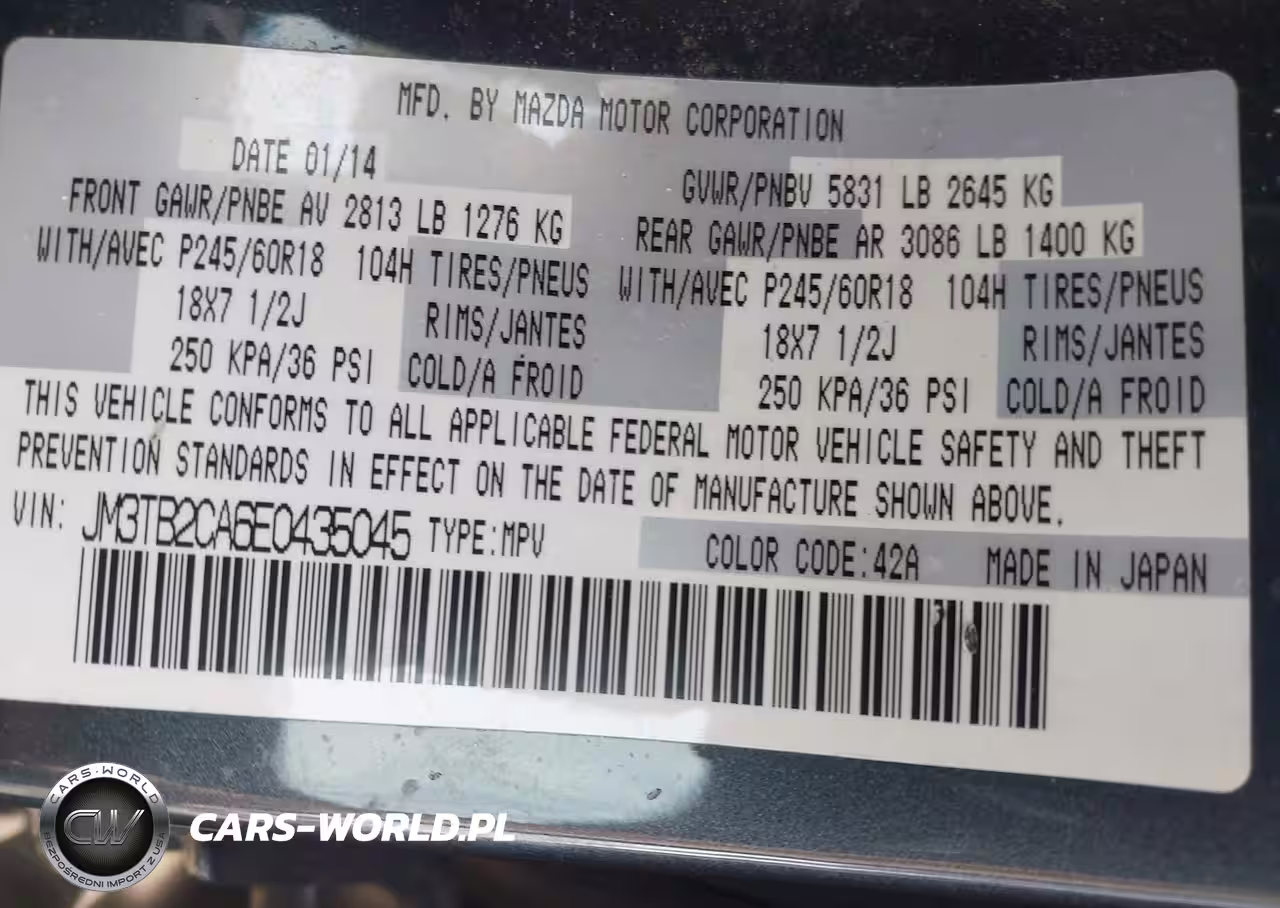 MFD. BY MAZDA MOTOR CORPORATION
DATE 01/14
GVWR/PNBV 5831 LB 2645 KG
FRONT GAWR/PNBE AV 2813 LB 1276 KG
REAR GAWR/PNBE AR 3086 LB 1400 KG
WITH/AVEC P245/60R18 104H TIRES/PNEUS
WITH/AVEC P245/60R18 104H TIRES/PNEUS
18X7 1/2J RIMS/JANTES
18X7 1/2J RIMS/JANTES
250 KPA/36 PSI COLD/A FROID
250 KPA/36 PSI COLD/A FROID
THIS VEHICLE CONFORMS TO ALL APPLICABLE FEDERAL MOTOR VEHICLE SAFETY AND THEFT
PREVENTION STANDARDS IN EFFECT ON THE DATE OF MANUFACTURE SHOWN ABOVE.
VIN: JM3TB2CA6E0435045 TYPE:MPV COLOR CODE:42A MADE IN JAPAN
CARS-WORLD
CW
BEZPOŚREDNI IMPORT Z USA
CARS-WORLD.PL